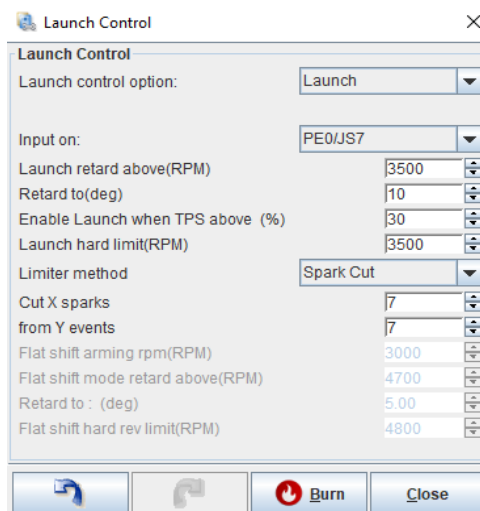 Launch Control
Launch Control
Launch control option: Launch
Input on: PE0/JS7
Launch retard above(RPM) 3500
Retard to(deg) 10
Enable Launch when TPS above (%) 30
Launch hard limit(RPM) 3500
Limiter method Spark Cut
Cut X sparks 7
from Y events 7
Flat shift arming rpm(RPM) 3000
Flat shift mode retard above(RPM) 4700
Retard to : (deg) 5.00
Flat shift hard rev limit(RPM) 4800
Burn Close